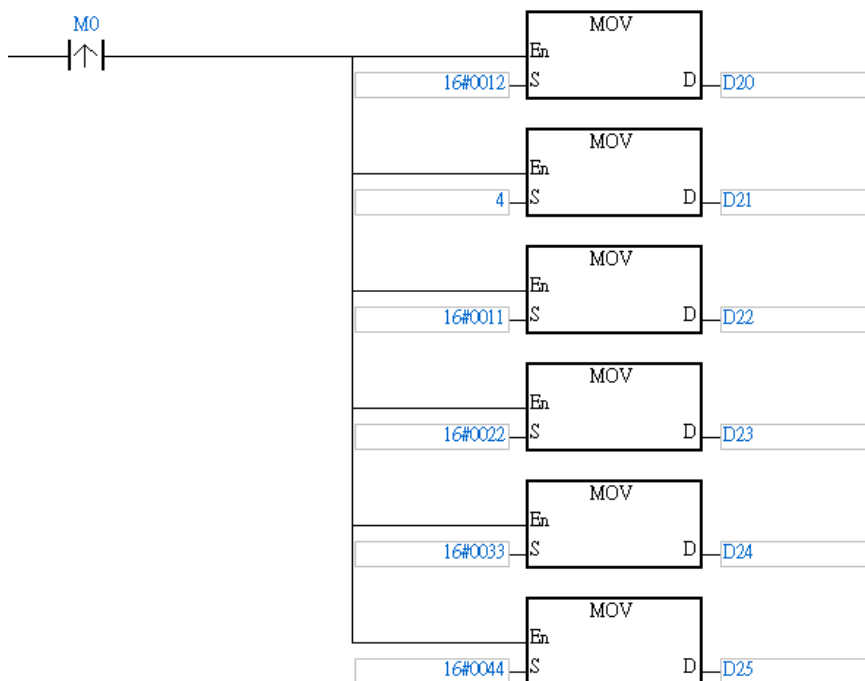 M0
MOV
En
16#0012 S D D20
MOV
En
4 S D D21
MOV
En
16#0011 S D D22
MOV
En
16#0022 S D D23
MOV
En
16#0033 S D D24
MOV
En
16#0044 S D D25